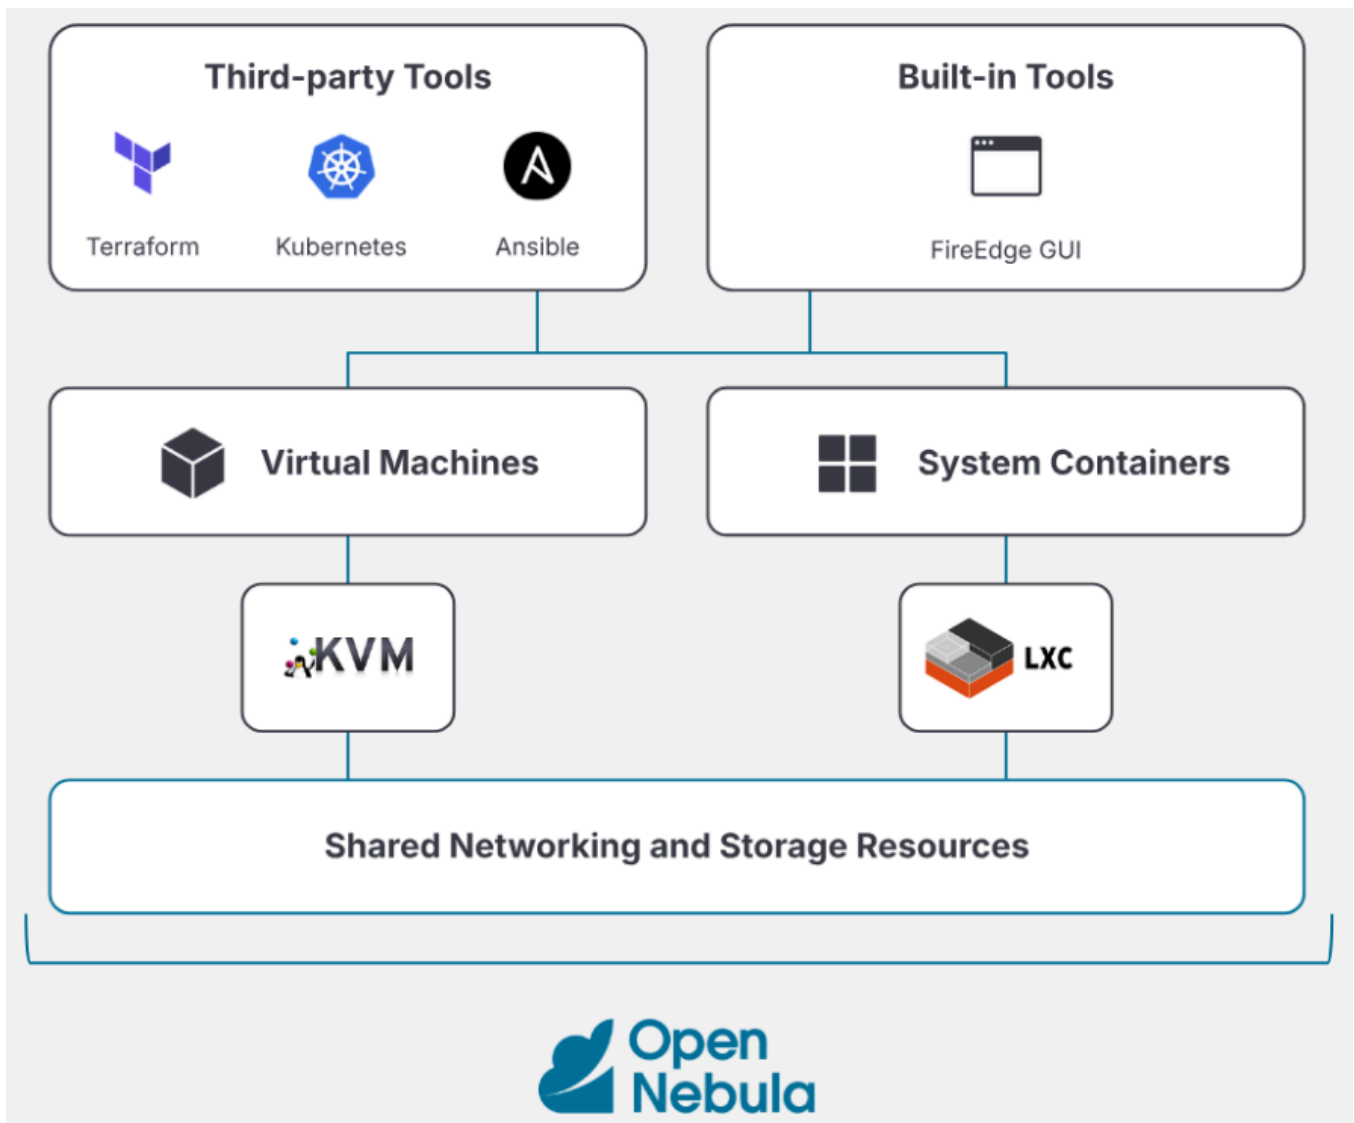 Third-party Tools
Built-in Tools
Terraform
Kubernetes
Ansible
FireEdge GUI
Virtual Machines
System Containers
KVM
LXC
Shared Networking and Storage Resources
Open
Nebula